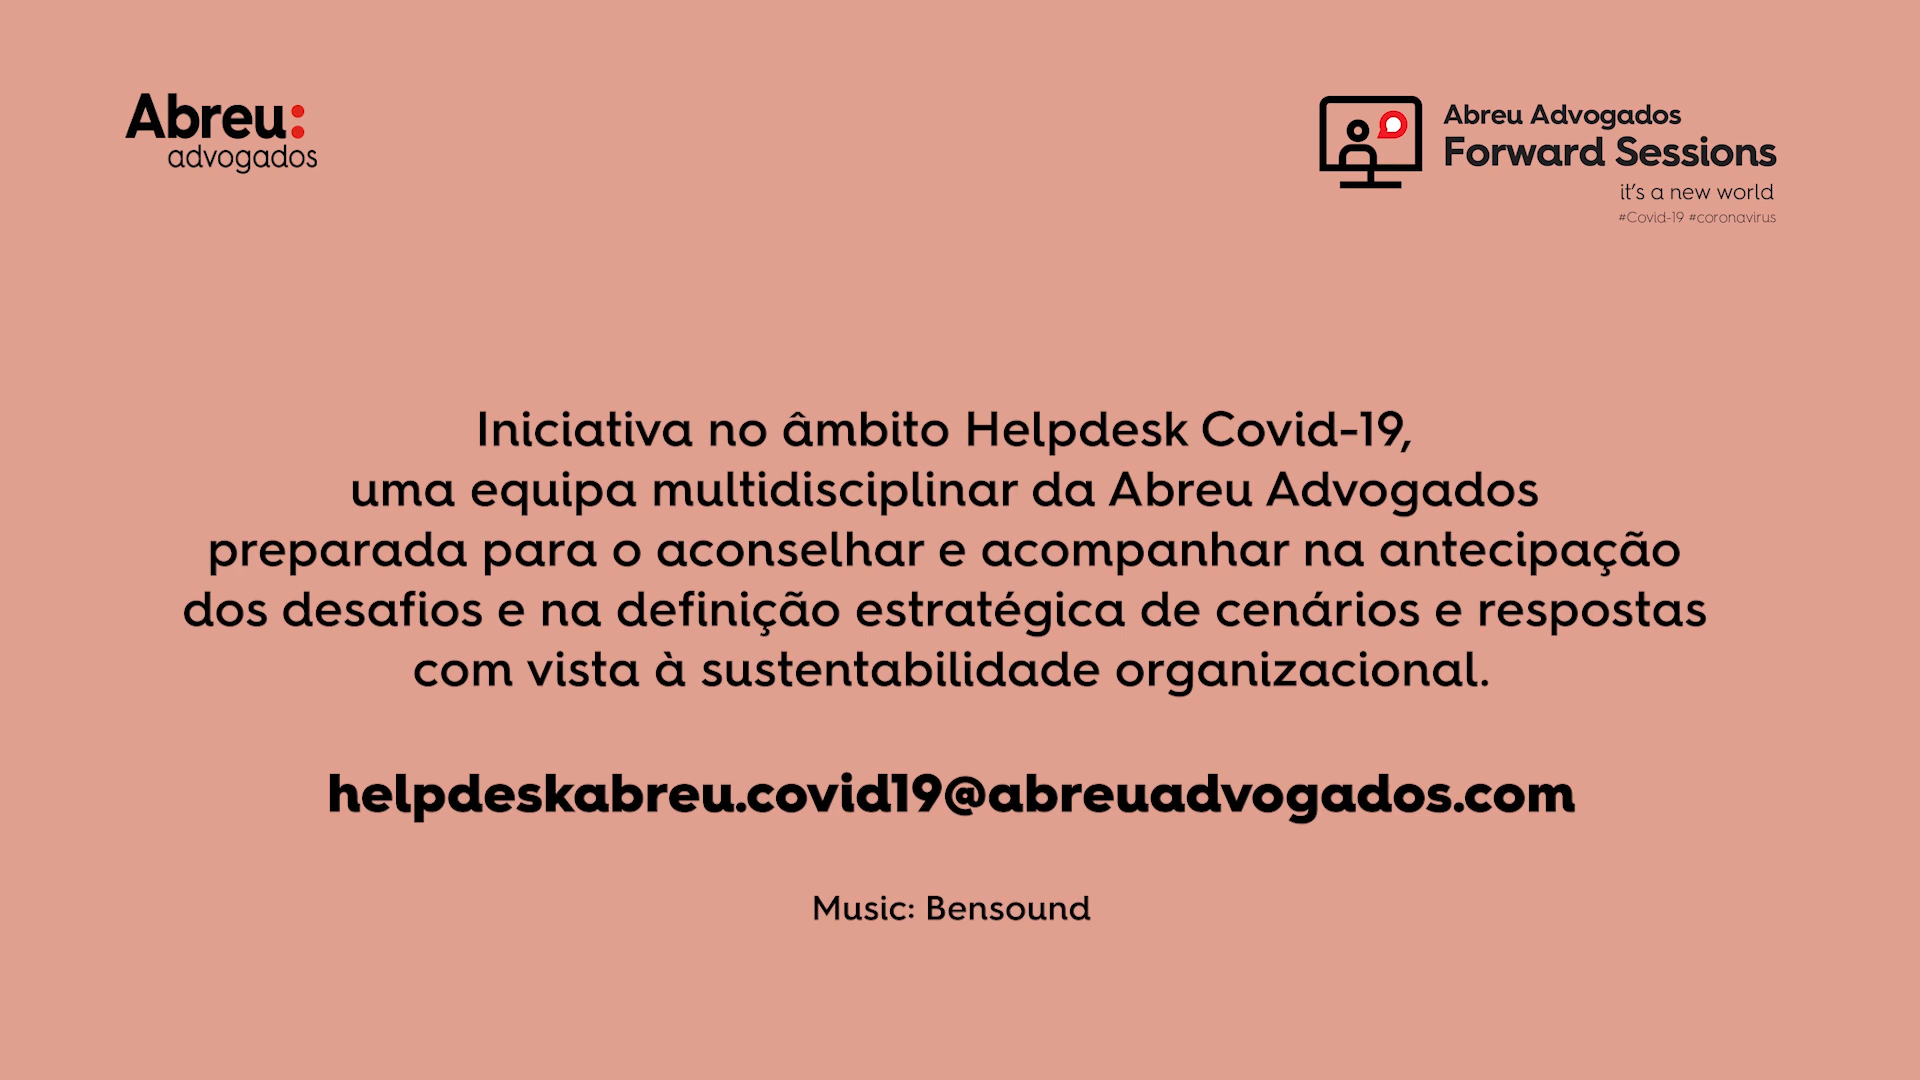 Abreu:
advogados
Abreu Advogados
Forward Sessions
it's a new world
#Covid-19 #coronavirus
Iniciativa no âmbito Helpdesk Covid-19,
uma equipa multidisciplinar da Abreu Advogados
preparada para o aconselhar e acompanhar na antecipação
dos desafios e na definição estratégica de cenários e respostas
com vista à sustentabilidade organizacional.
helpdeskabreu.covid19@abreuadvogados.com
Music: Bensound